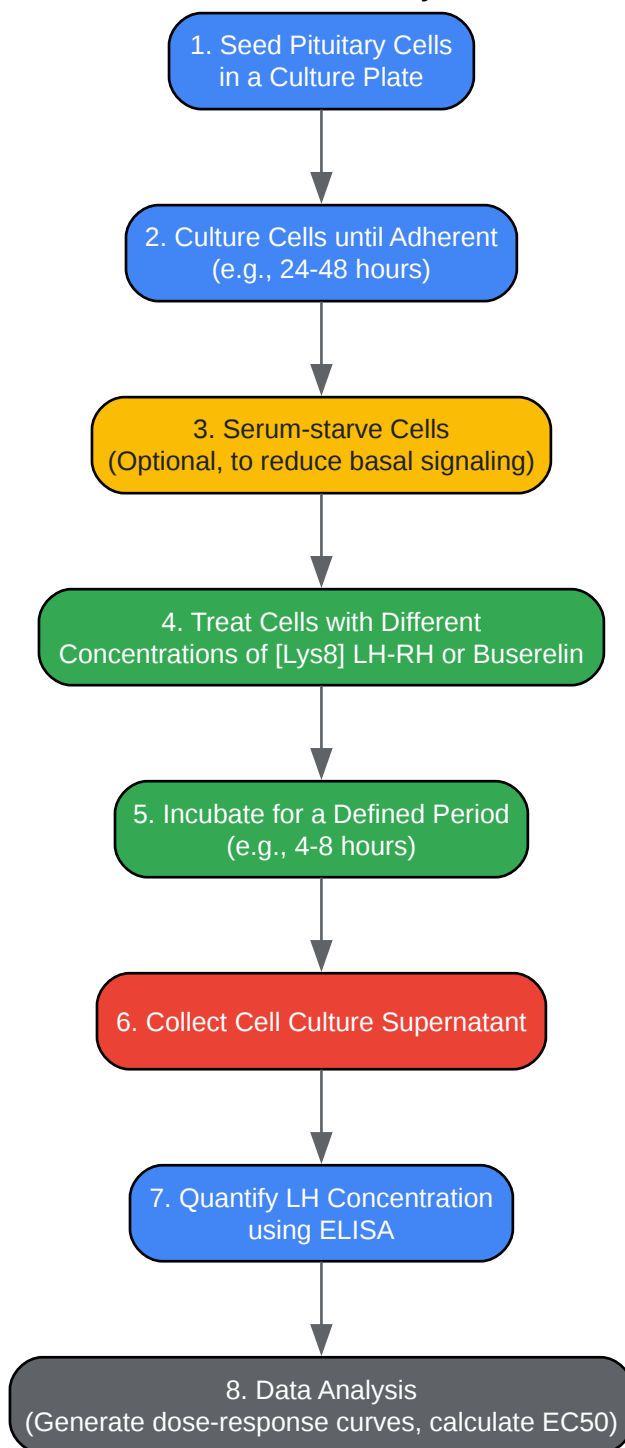 1. Seed Pituitary Cells
in a Culture Plate
2. Culture Cells until Adherent
(e.g., 24-48 hours)
3. Serum-starve Cells
(Optional, to reduce basal signaling)
4. Treat Cells with Different
Concentrations of [Lys8] LH-RH or Buserelin
5. Incubate for a Defined Period
(e.g., 4-8 hours)
6. Collect Cell Culture Supernatant
7. Quantify LH Concentration
using ELISA
8. Data Analysis
(Generate dose-response curves, calculate EC50)